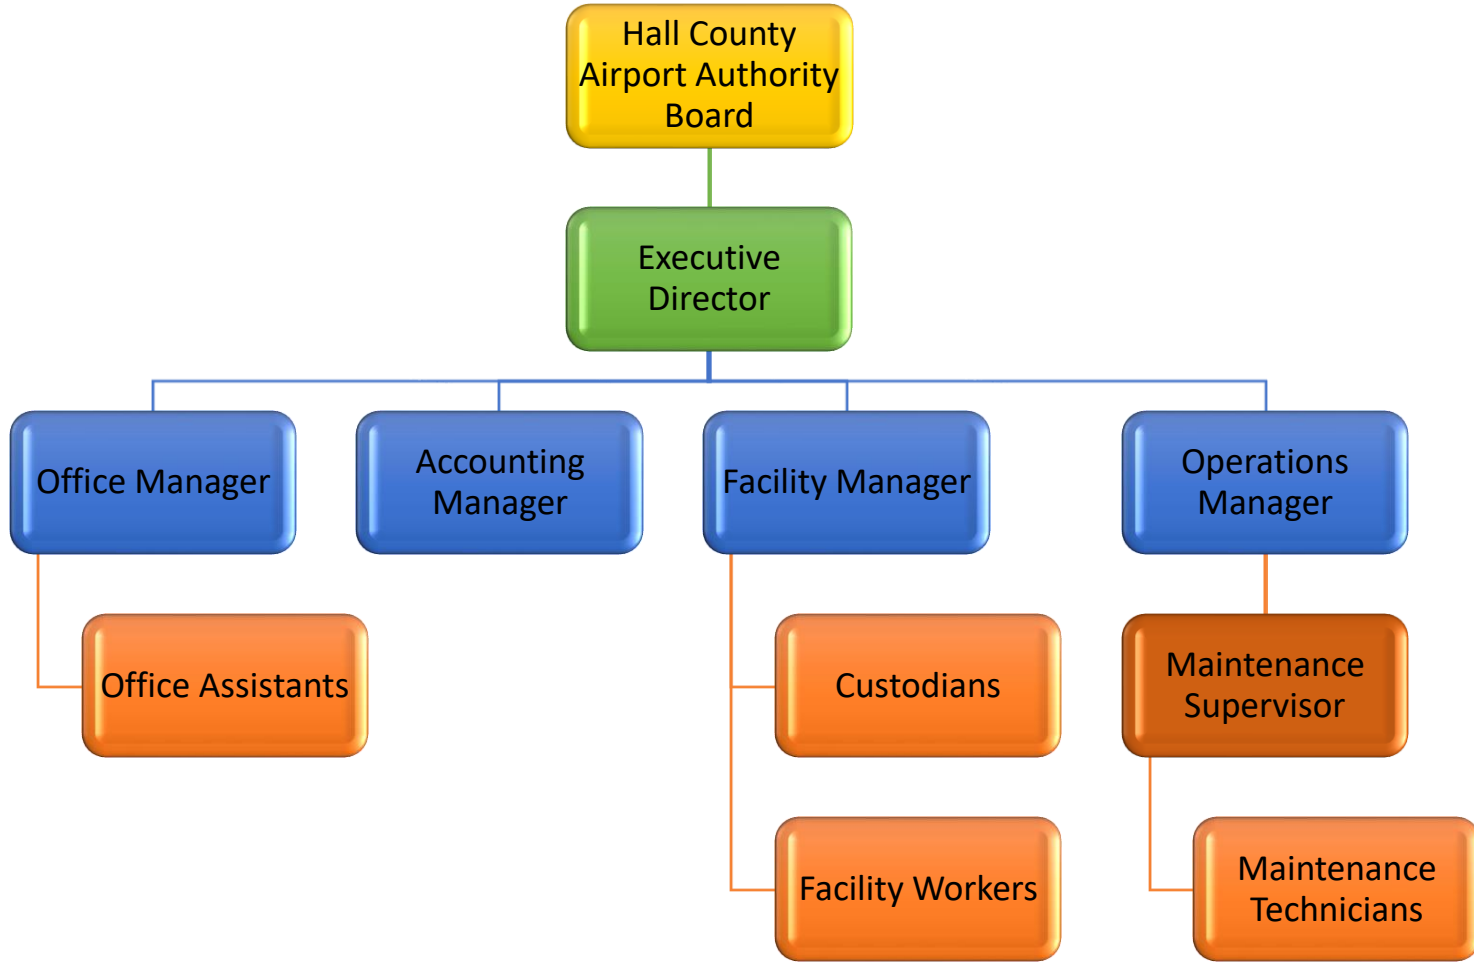 Hall County
Airport Authority
Board
Executive
Director
Office Manager
Accounting
Manager
Facility Manager
Operations
Manager
Office Assistants
Custodians
Maintenance
Supervisor
Facility Workers
Maintenance
Technicians